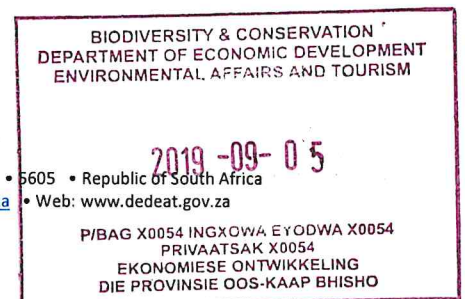 BIODIVERSITY & CONSERVATION
DEPARTMENT OF ECONOMIC DEVELOPMENT
ENVIRONMENTAL AFFAIRS AND TOURISM
2019 -09- 05
• 5605 • Republic of South Africa
a • Web: www.dedeat.gov.za
P/BAG X0054 INGXOWA EYODWA X0054
PRIVAATSAK X0054
EKONOMIESE ONTWIKKELING
DIE PROVINSIE OOS-KAAP BHISHO